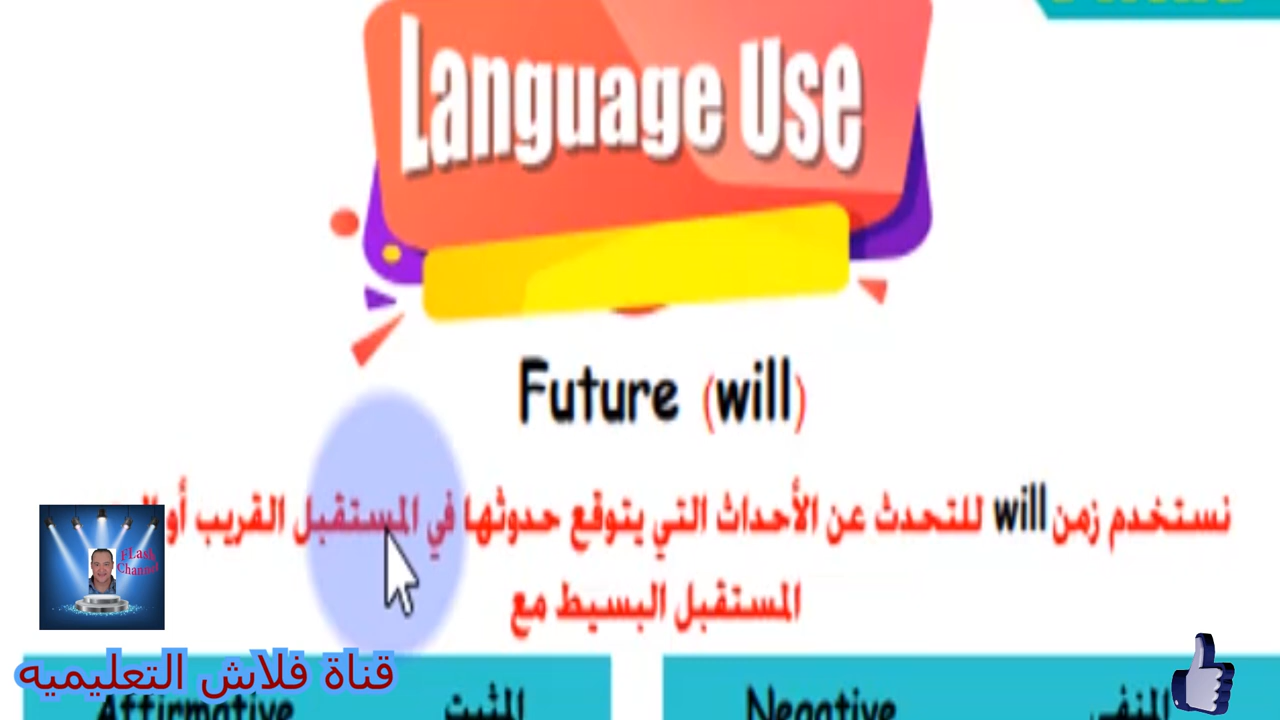 Language Use
Future (will)
نستخدم زمن will للتحدث عن الأحداث التي يتوقع حدوثها في المستقبل القريب أو
المستقبل البسيط مع
FLash
Channel
قناة فلاش التعليميه
Affirmative المثبت
Negative المنفي